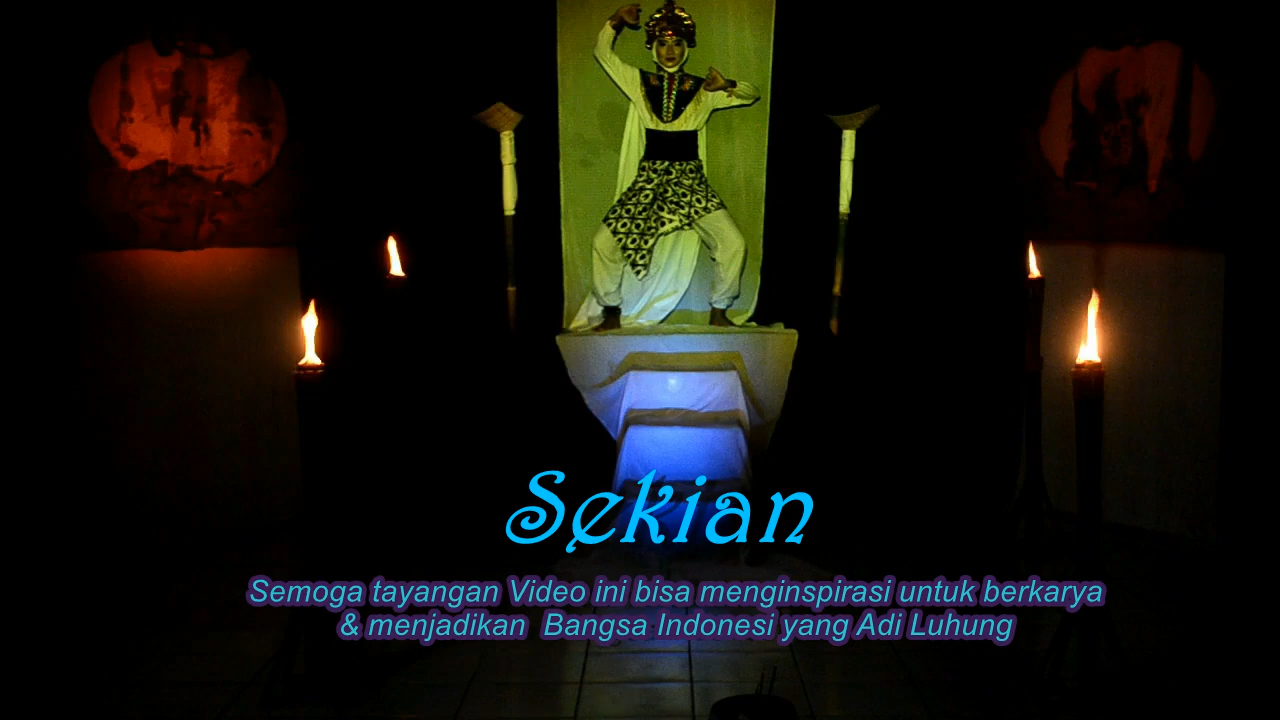 Sekian
Semoga tayangan Video ini bisa menginspirasi untuk berkarya
& menjadikan Bangsa Indonesi yang Adi Luhung